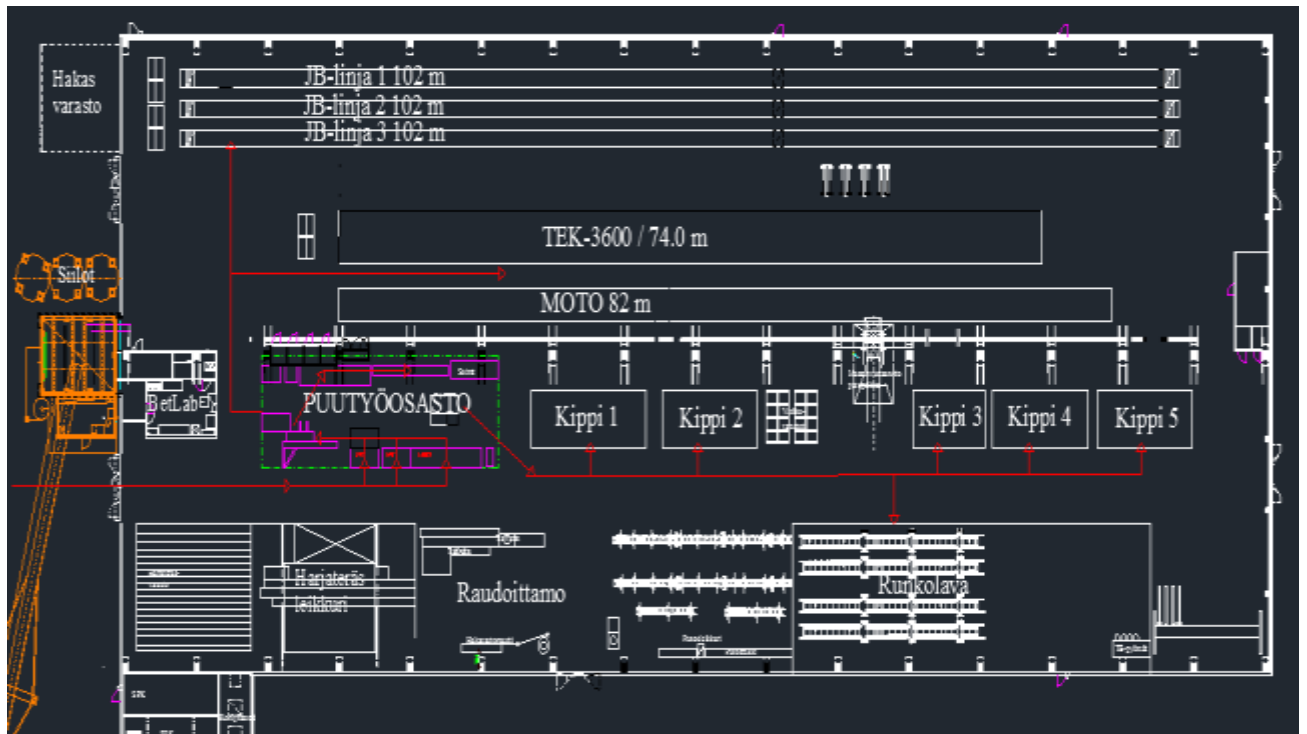 Hakas
varasto
JB-linja 1 102 m
JB-linja 2 102 m
JB-linja 3 102 m
TEK-3600 / 74.0 m
Siilot
MOTO 82 m
BetLab
PUUTYÖOSASTO
Kippi 1
Kippi 2
Kippi 3
Kippi 4
Kippi 5
Harjateräs
leikkuri
Raudoittamo
Runkolava